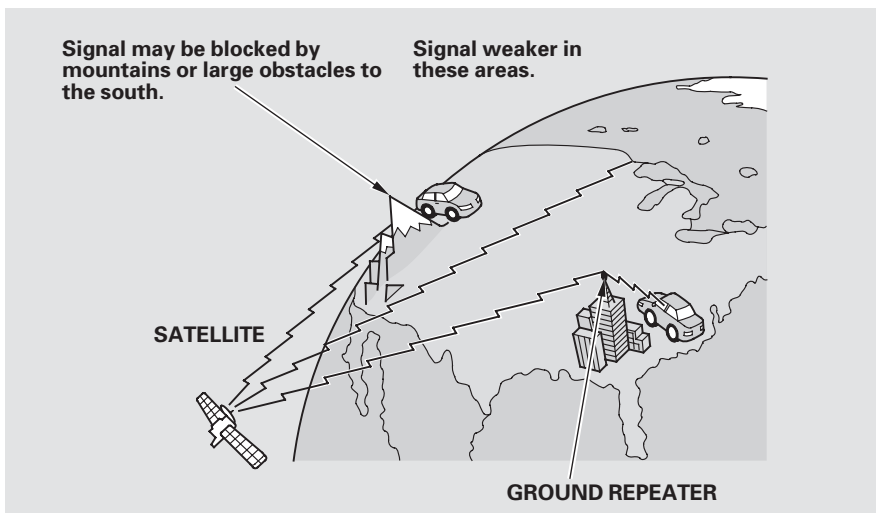 Signal may be blocked by
mountains or large obstacles to
the south.
Signal weaker in
these areas.
SATELLITE
GROUND REPEATER